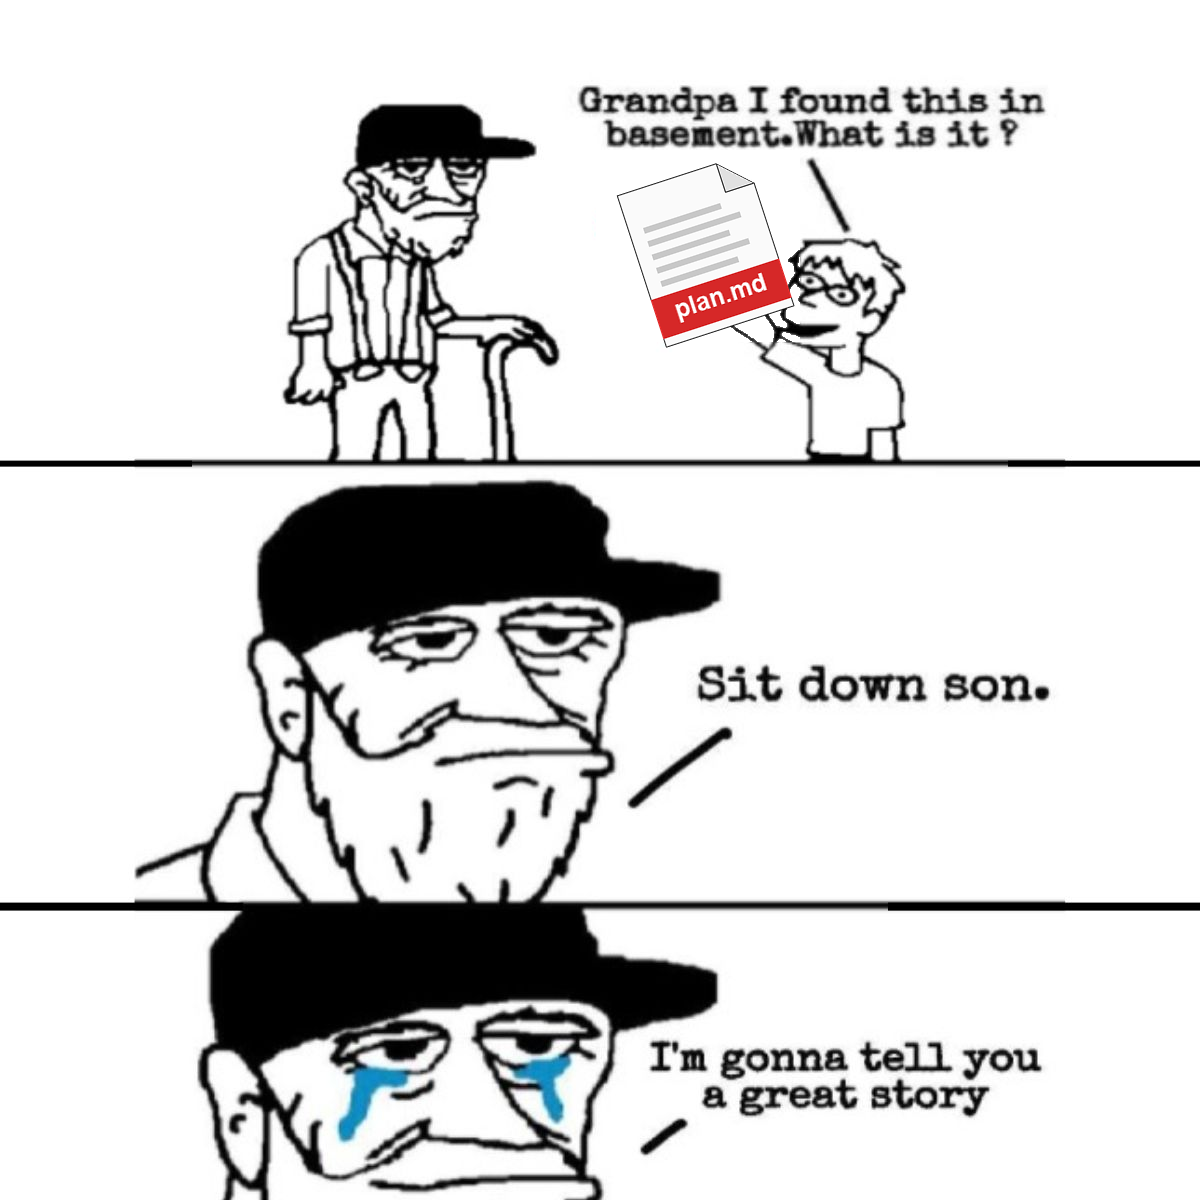 Grandpa I found this in
basement.What is it ?
plan.md
Sit down son.
I'm gonna tell you
a great story